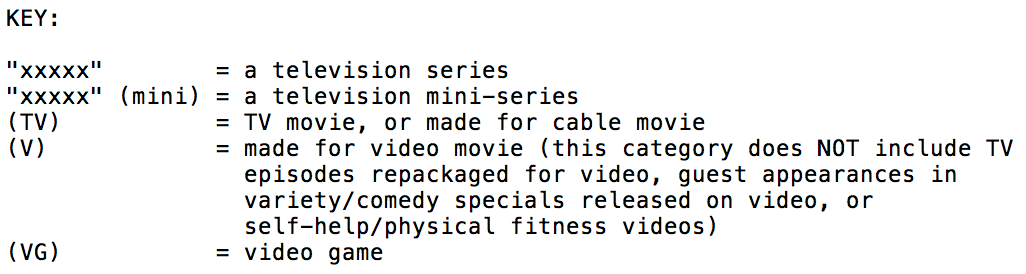 KEY:
"xxxxx" = a television series
"xxxxx" (mini) = a television mini-series
(TV) = TV movie, or made for cable movie
(V) = made for video movie (this category does NOT include TV
episodes repackaged for video, guest appearances in
variety/comedy specials released on video, or
self-help/physical fitness videos)
(VG) = video game